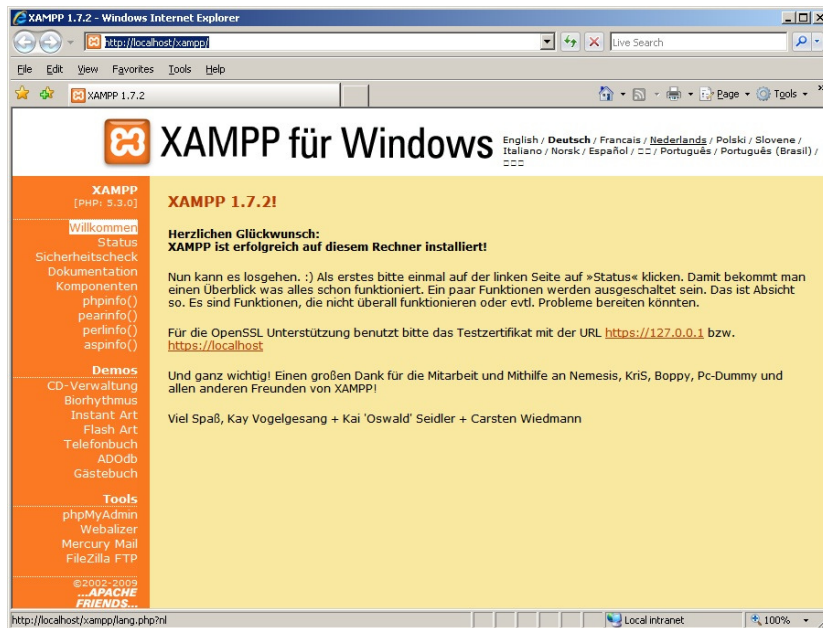 XAMPP 1.7.2 - Windows Internet Explorer
http://localhost/xampp/
Live Search
File Edit View Favorites Tools Help
XAMPP 1.7.2
Page Tools
XAMPP für Windows
English / Deutsch / Francais / Nederlands / Polski / Slovene /
Italiano / Norsk / Español / □□ / Português / Português (Brasil) /
□□□
XAMPP
[PHP: 5.3.0]
Willkommen
Status
Sicherheitscheck
Dokumentation
Komponenten
phpinfo()
pearinfo()
perlinfo()
aspinfo()
Demos
CD-Verwaltung
Biorhythmus
Instant Art
Flash Art
Telefonbuch
ADOdb
Gästebuch
Tools
phpMyAdmin
Webalizer
Mercury Mail
FileZilla FTP
©2002-2009
...APACHE
FRIENDS...
XAMPP 1.7.2!
Herzlichen Glückwunsch:
XAMPP ist erfolgreich auf diesem Rechner installiert!
Nun kann es losgehen. :) Als erstes bitte einmal auf der linken Seite auf »Status« klicken. Damit bekommt man
einen Überblick was alles schon funktioniert. Ein paar Funktionen werden ausgeschaltet sein. Das ist Absicht
so. Es sind Funktionen, die nicht überall funktionieren oder evtl. Probleme bereiten könnten.
Für die OpenSSL Unterstützung benutzt bitte das Testzertifikat mit der URL https://127.0.0.1 bzw.
https://localhost
Und ganz wichtig! Einen großen Dank für die Mitarbeit und Mithilfe an Nemesis, KriS, Boppy, Pc-Dummy und
allen anderen Freunden von XAMPP!
Viel Spaß, Kay Vogelgesang + Kai 'Oswald' Seidler + Carsten Wiedmann
http://localhost/xampp/lang.php?nl
Local intranet
100%